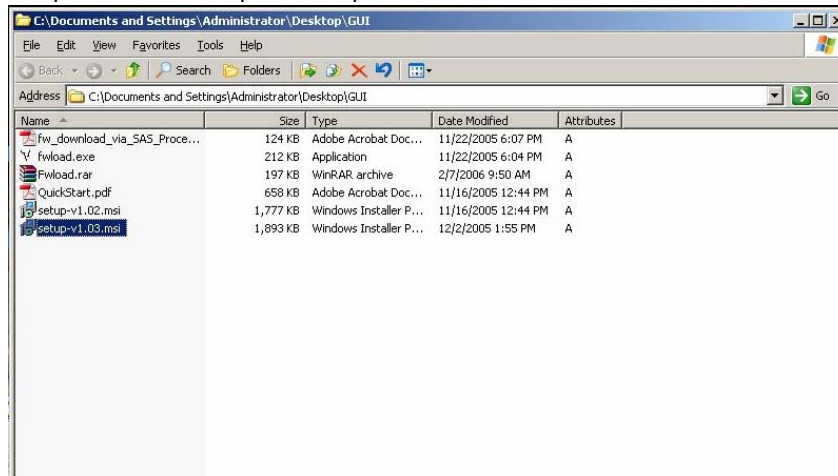 C:\Documents and Settings\Administrator\Desktop\GUI
File Edit View Favorites Tools Help
Back Search Folders
Address C:\Documents and Settings\Administrator\Desktop\GUI Go
Name Size Type Date Modified Attributes
fw_download_via_SAS_Proce... 124 KB Adobe Acrobat Doc... 11/22/2005 6:07 PM A
fwload.exe 212 KB Application 11/22/2005 6:04 PM A
Fwload.rar 197 KB WinRAR archive 2/7/2006 9:50 AM A
QuickStart.pdf 658 KB Adobe Acrobat Doc... 11/16/2005 12:44 PM A
setup-v1.02.msi 1,777 KB Windows Installer P... 11/16/2005 12:44 PM A
setup-v1.03.msi 1,893 KB Windows Installer P... 12/2/2005 1:55 PM A